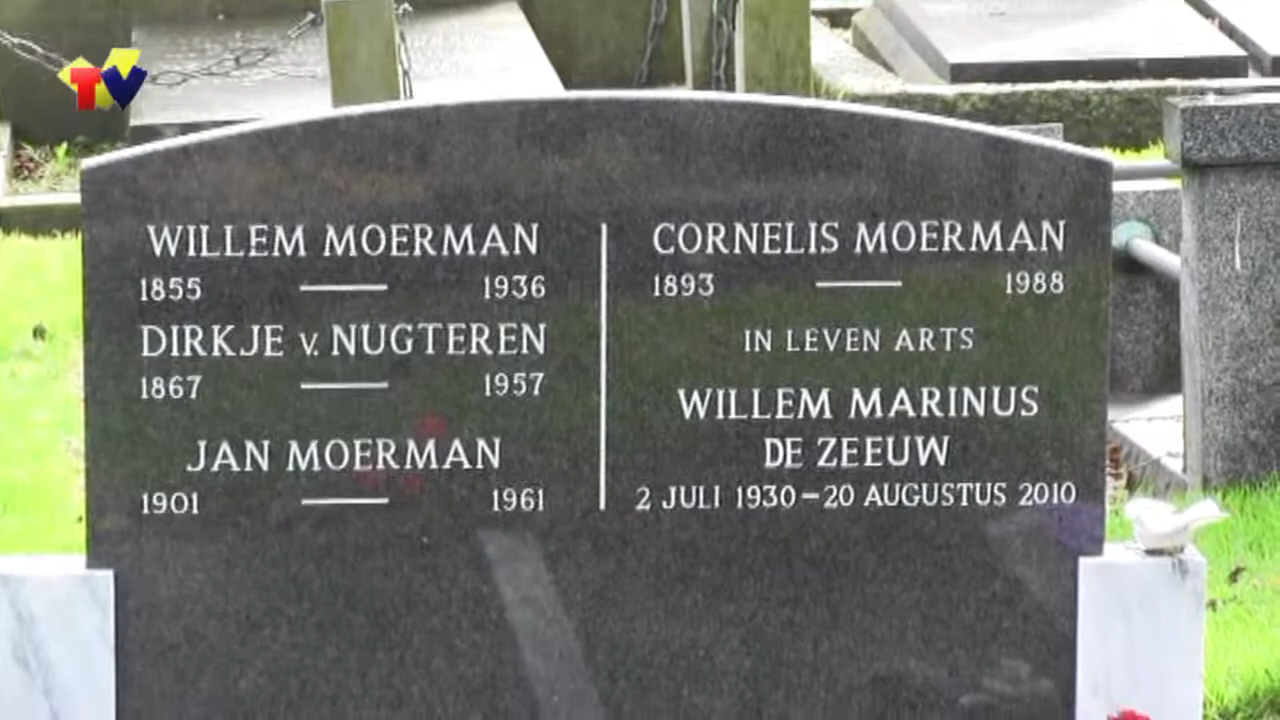 TV
WILLEM MOERMAN
1855 — 1936
DIRKJE v. NUGTEREN
1867 — 1957
JAN MOERMAN
1901 — 1961
CORNELIS MOERMAN
1893 — 1988
IN LEVEN ARTS
WILLEM MARINUS
DE ZEEUW
2 JULI 1930 – 20 AUGUSTUS 2010